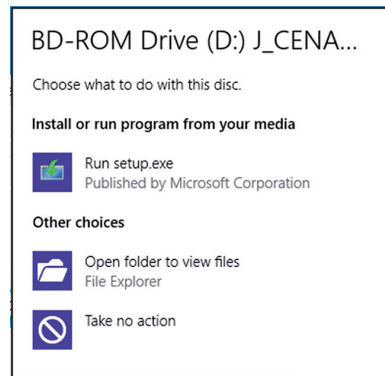 BD-ROM Drive (D:) J_CENA...
Choose what to do with this disc.
Install or run program from your media
Run setup.exe
Published by Microsoft Corporation
Other choices
Open folder to view files
File Explorer
Take no action